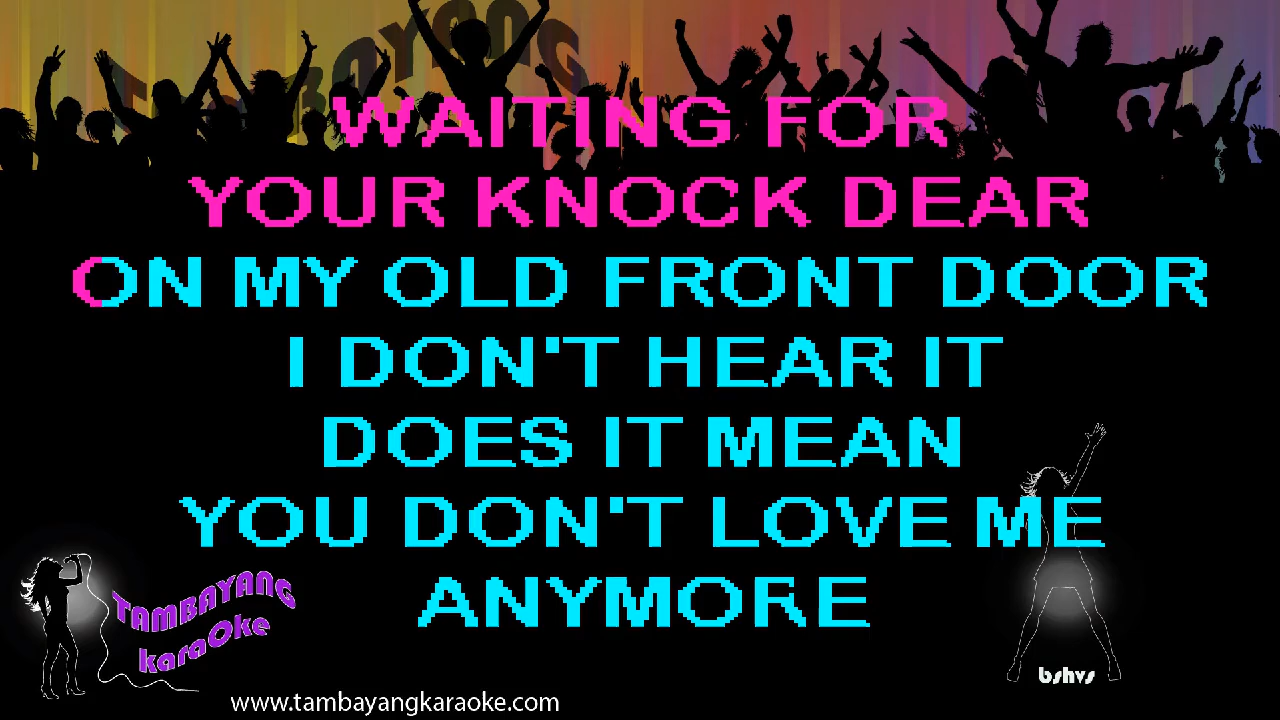 TAMBAYANG
WAITING FOR
YOUR KNOCK DEAR
ON MY OLD FRONT DOOR
I DON'T HEAR IT
DOES IT MEAN
YOU DON'T LOVE ME
ANYMORE
TAMBAYANG
karaOke
bshvs
www.tambayangkaraoke.com